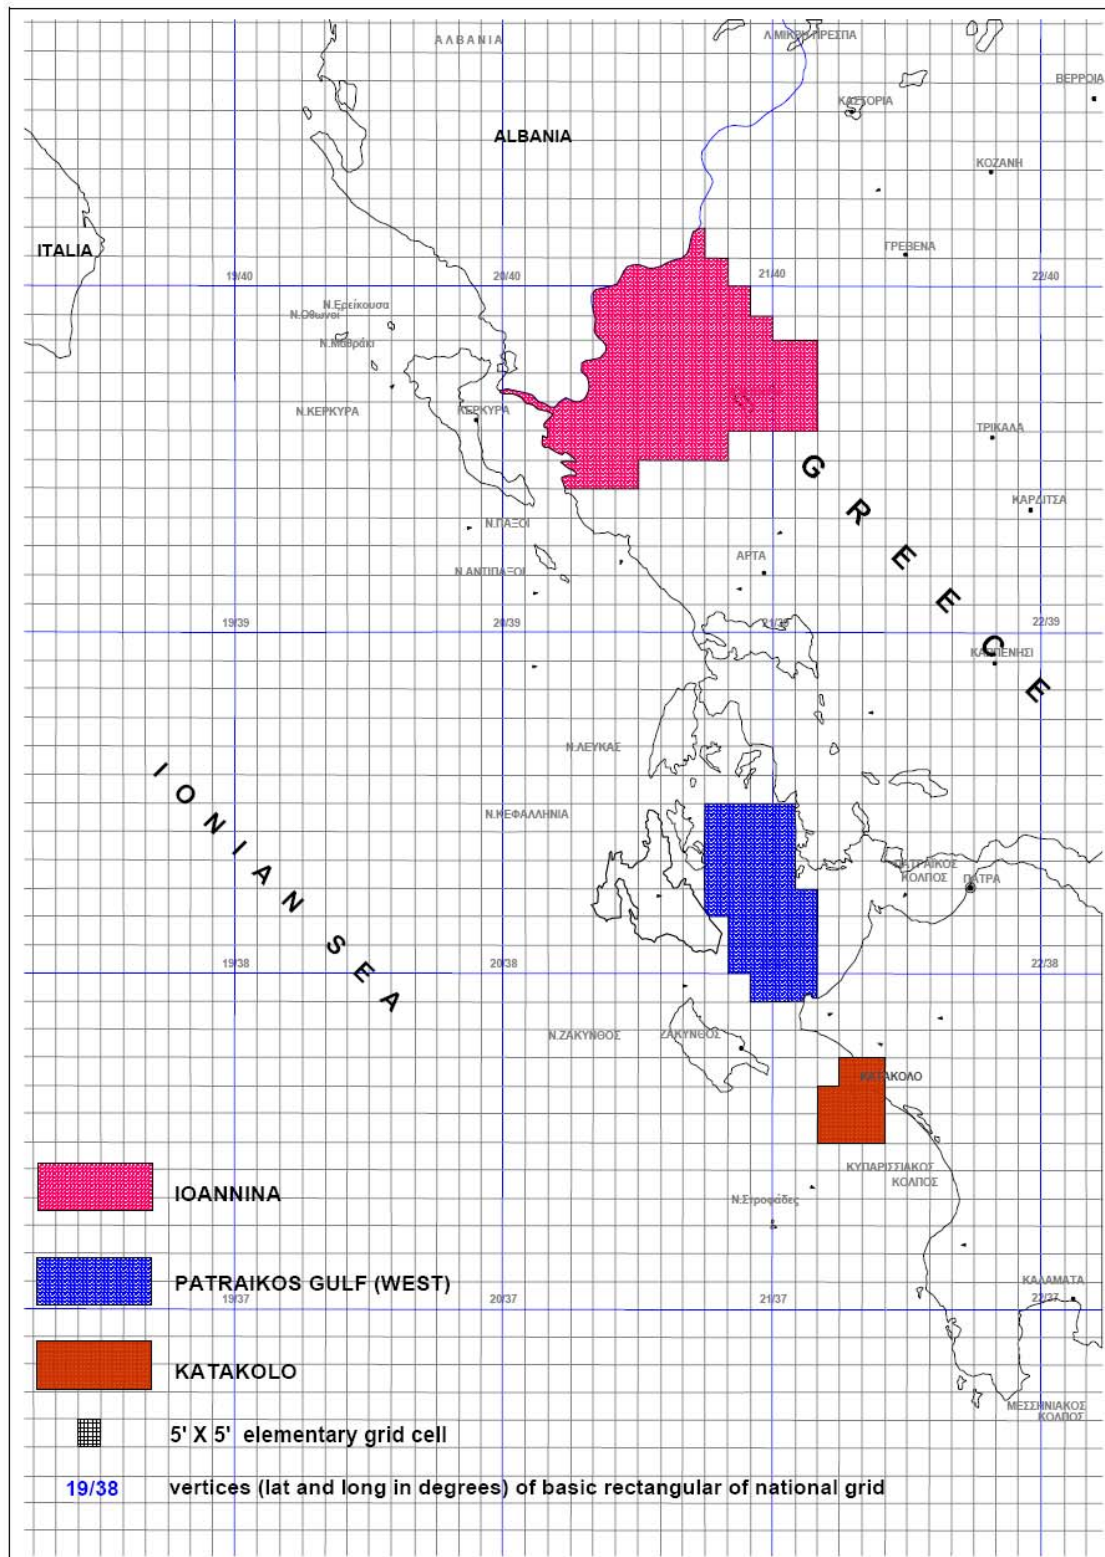 ΑΛΒΑΝΙΑ
Λ.ΜΙΚΡΗ ΠΡΕΣΠΑ
ΒΕΡΡΟΙΑ
ΚΑΣΤΟΡΙΑ
ALBANIA
ΚΟΖΑΝΗ
ITALIA
ΓΡΕΒΕΝΑ
19/40
20/40
21/40
22/40
Ν.Ερείκουσα
Ν.Οθωνοί
Ν.Μαθράκι
Ν.ΚΕΡΚΥΡΑ
ΚΕΡΚΥΡΑ
ΤΡΙΚΑΛΑ
GREECE
ΚΑΡΔΙΤΣΑ
Ν.ΠΑΞΟΙ
ΑΡΤΑ
Ν.ΑΝΤΙΠΑΞΟΙ
19/39
20/39
21/39
22/39
ΚΑΡΠΕΝΗΣΙ
Ν.ΛΕΥΚΑΣ
IONIAN SEA
Ν.ΚΕΦΑΛΛΗΝΙΑ
ΠΑΤΡΑΙΚΟΣ
ΚΟΛΠΟΣ
ΠΑΤΡΑ
19/38
20/38
22/38
Ν.ΖΑΚΥΝΘΟΣ
ΖΑΚΥΝΘΟΣ
ΚΑΤΑΚΟΛΟ
ΚΥΠΑΡΙΣΣΙΑΚΟΣ
ΚΟΛΠΟΣ
Ν.Στροφάδες
ΚΑΛΑΜΑΤΑ
19/37
20/37
21/37
22/37
ΜΕΣΣΗΝΙΑΚΟΣ
ΚΟΛΠΟΣ
IOANNINA
PATRAIKOS GULF (WEST)
KATAKOLO
5' X 5' elementary grid cell
19/38 vertices (lat and long in degrees) of basic rectangular of national grid